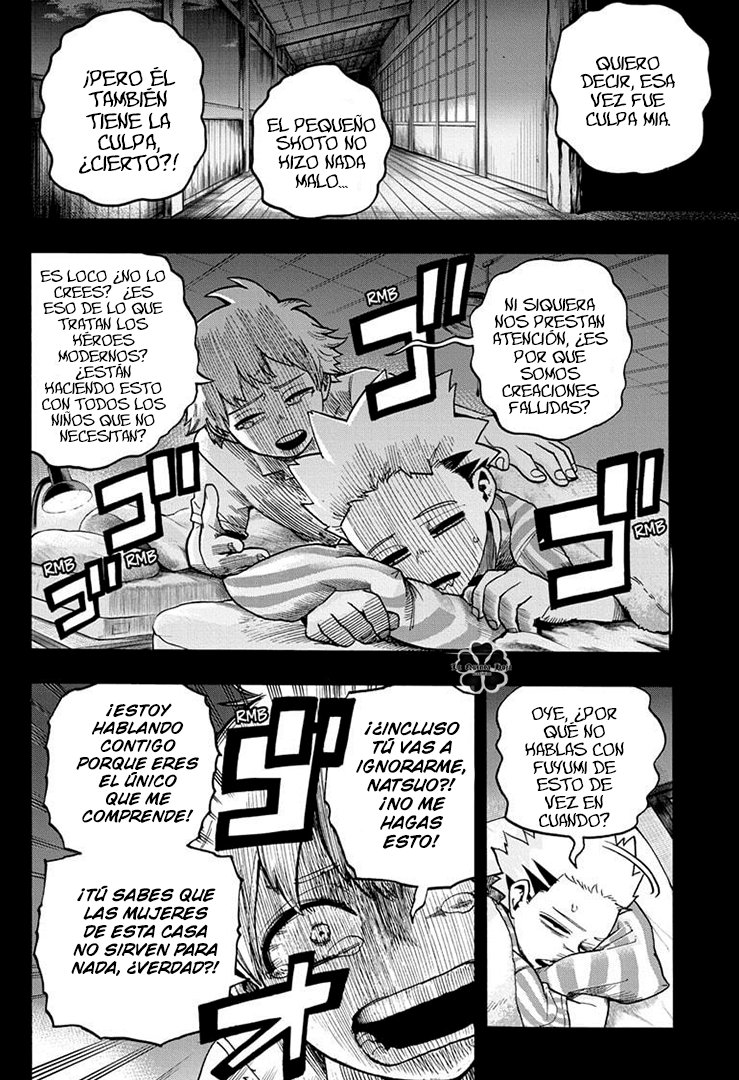 QUIERO
DECIR, ESA
VEZ FUE
CULPA MIA.
EL PEQUEÑO
SHOTO NO
HIZO NADA
MALO...
¡PERO ÉL
TAMBIÉN
TIENE LA
CULPA,
¿CIERTO?!
NI SIQUIERA
NOS PRESTAN
ATENCIÓN, ¿ES
POR QUE
SOMOS
CREACIONES
FALLIDAS?
ES LOCO ¿NO LO
CREES? ¿ES
ESO DE LO QUE
TRATAN LOS
HÉROES
MODERNOS?
¿ESTÁN
HACIENDO ESTO
CON TODOS LOS
NIÑOS QUE NO
NECESITAN?
RMB
ゴ
RMB
ゴ
RMB
ゴ
RMB
ゴ
OYE, ¿POR
QUÉ NO
HABLAS CON
FUYUMI DE
ESTO DE
VEZ EN
CUANDO?
¡¿INCLUSO
TÚ VAS A
IGNORARME,
NATSUO?!
¡NO ME
HAGAS
ESTO!
RMB
ゴ
¡ESTOY
HABLANDO
CONTIGO
PORQUE ERES
EL ÚNICO
QUE ME
COMPRENDE!
¡TÚ SABES QUE
LAS MUJERES
DE ESTA CASA
NO SIRVEN PARA
NADA, ¿VERDAD?!